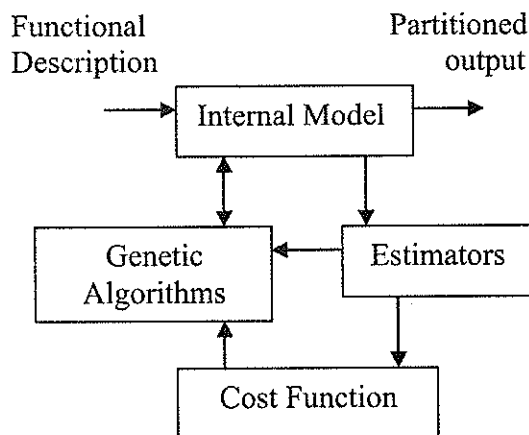 Functional
Description
Partitioned
output
Internal Model
Genetic
Algorithms
Estimators
Cost Function